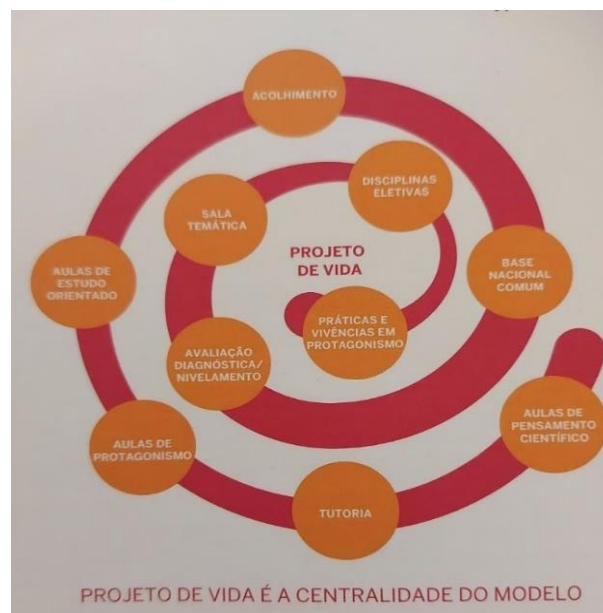 ACOLHIMENTO
DISCIPLINAS
ELETIVAS
SALA
TEMÁTICA
PROJETO
DE VIDA
BASE
NACIONAL
COMUM
AULAS DE
ESTUDO
ORIENTADO
PRÁTICAS E
VIVÊNCIAS EM
PROTAGONISMO
AVALIAÇÃO
DIAGNÓSTICA/
NIVELAMENTO
AULAS DE
PENSAMENTO
CIENTÍFICO
AULAS DE
PROTAGONISMO
TUTORIA
PROJETO DE VIDA É A CENTRALIDADE DO MODELO